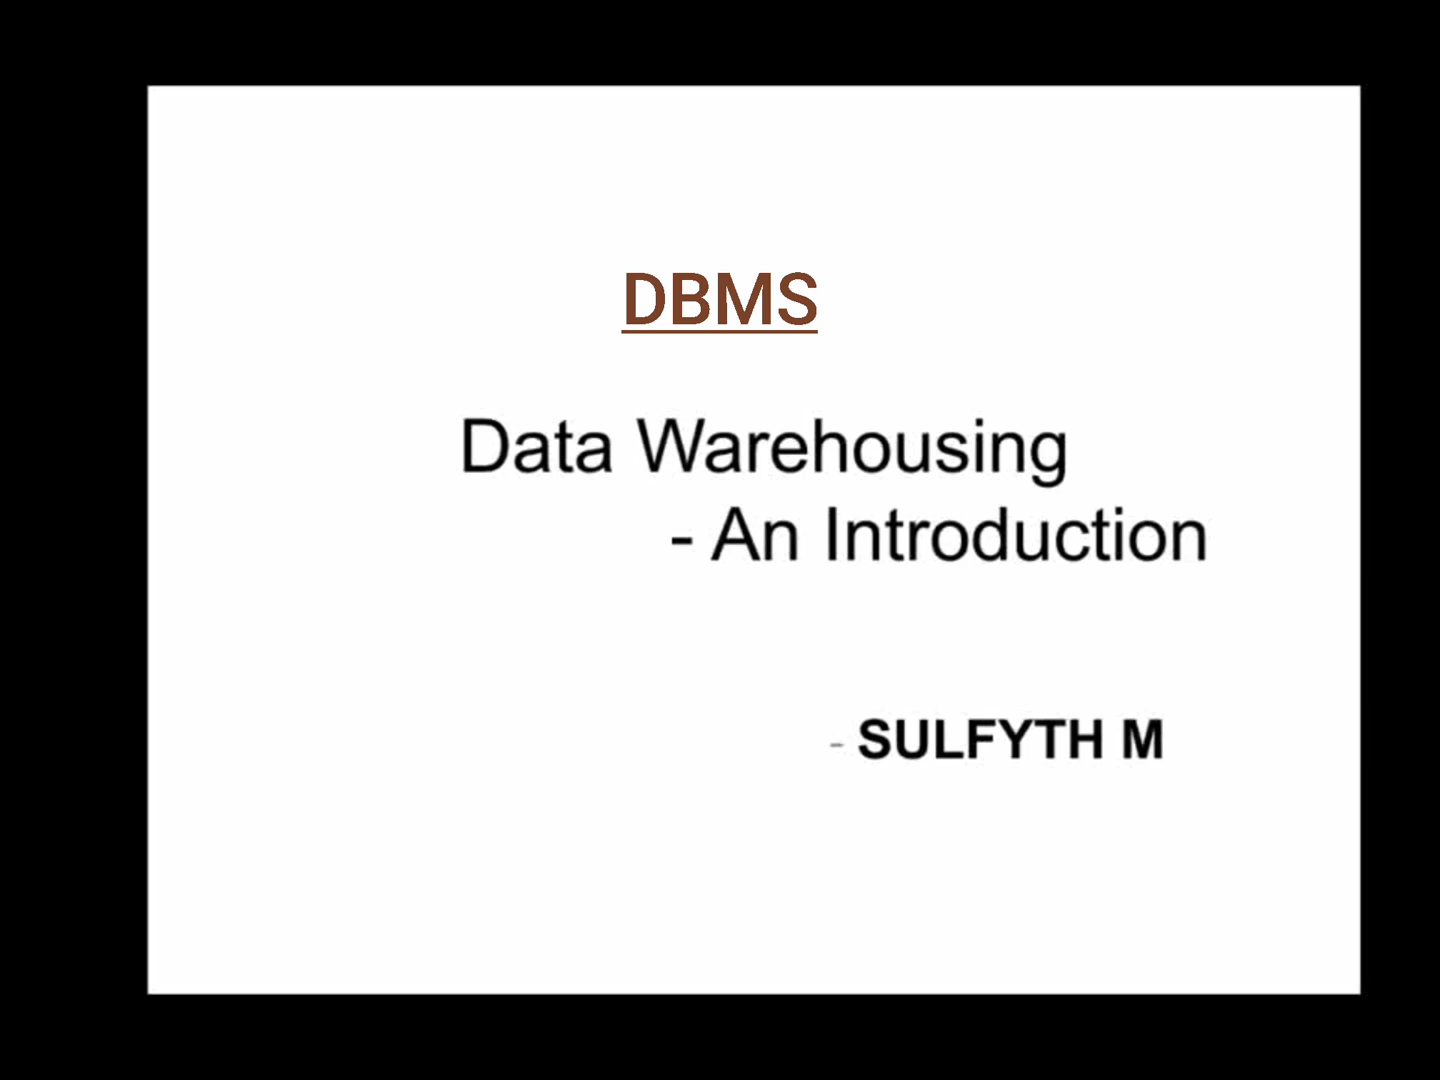 DBMS
Data Warehousing
- An Introduction
- SULFYTH M